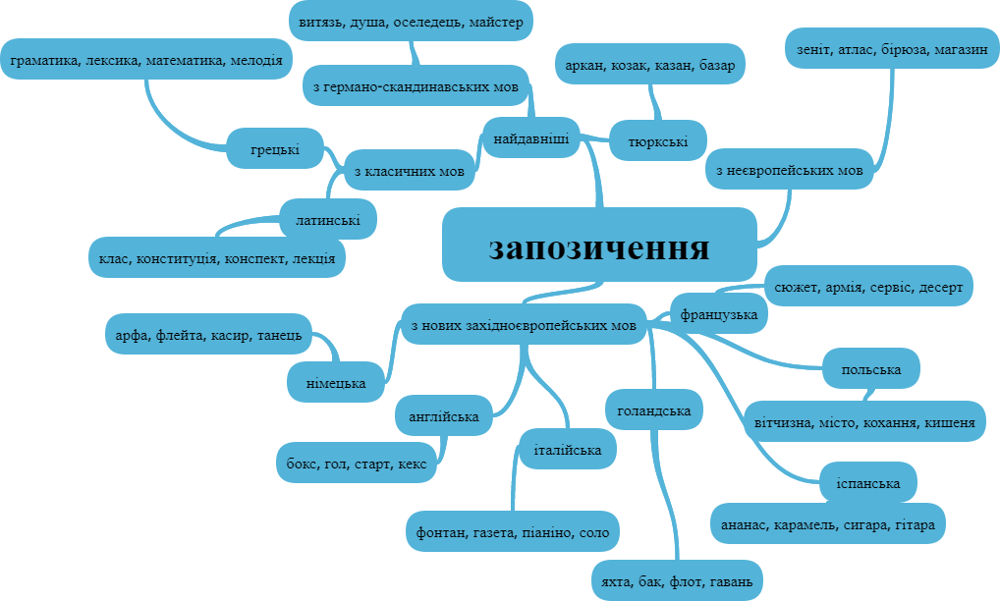 витязь, душа, оселедець, майстер
граматика, лексика, математика, мелодія
з германо-скандинавських мов
аркан, козак, казан, базар
зеніт, атлас, бірюза, магазин
найдавніші
тюркські
грецькі
з класичних мов
з неєвропейських мов
латинські
клас, конституція, конспект, лекція
запозичення
сюжет, армія, сервіс, десерт
французька
з нових західноєвропейських мов
арфа, флейта, касир, танець
німецька
польська
вітчизна, місто, кохання, кишеня
англійська
голандська
бокс, гол, старт, кекс
італійська
іспанська
ананас, карамель, сигара, гітара
фонтан, газета, піаніно, соло
яхта, бак, флот, гавань